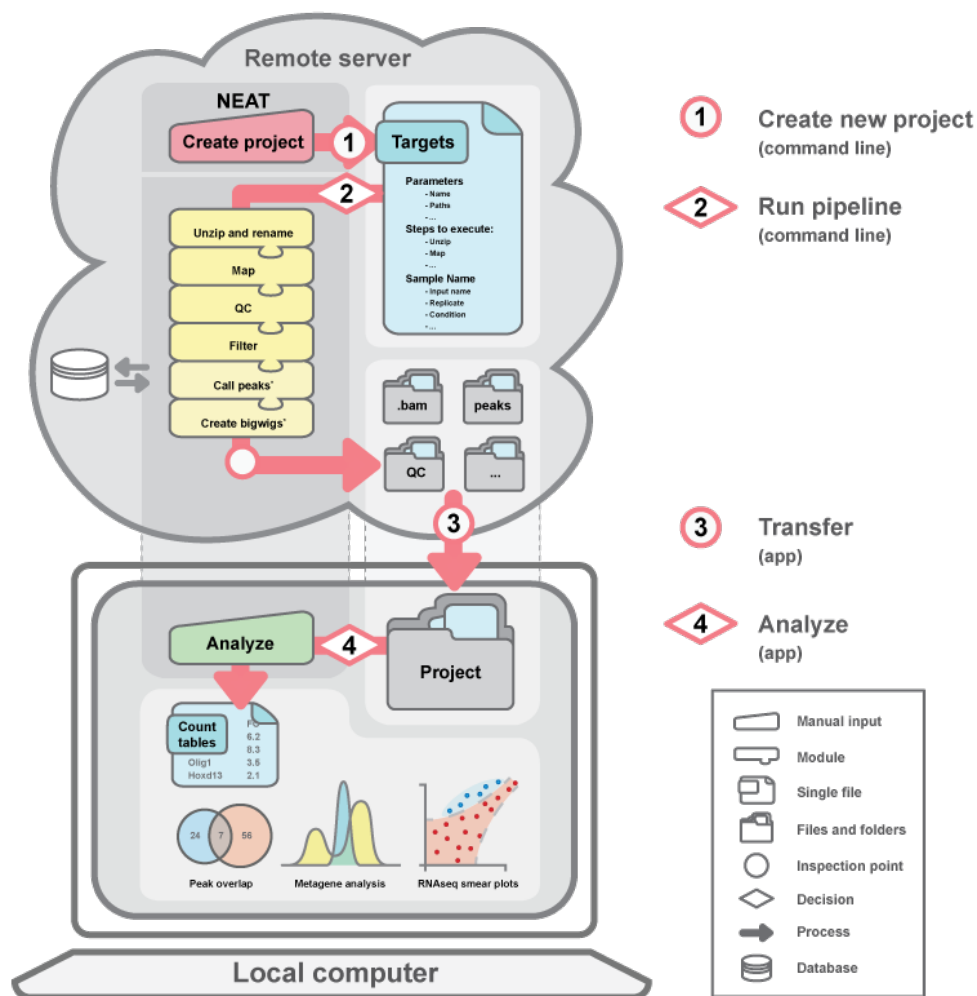 Remote server
NEAT
Create project
1
Targets
Parameters
- Name
- Paths
- ...
Steps to execute:
- Unzip
- Map
- ...
Sample Name
- Input name
- Replicate
- Condition
- ...
2
Unzip and rename
Map
QC
Filter
Call peaks*
Create bigwigs*
.bam
peaks
QC
...
3
Analyze
4
Project
Count
tables
FC
6.2
8.3
Olig1 3.5
Hoxd13 2.1
24 7 56
Peak overlap
Metagene analysis
RNAseq smear plots
Local computer
1 Create new project
(command line)
2 Run pipeline
(command line)
3 Transfer
(app)
4 Analyze
(app)
Manual input
Module
Single file
Files and folders
Inspection point
Decision
Process
Database